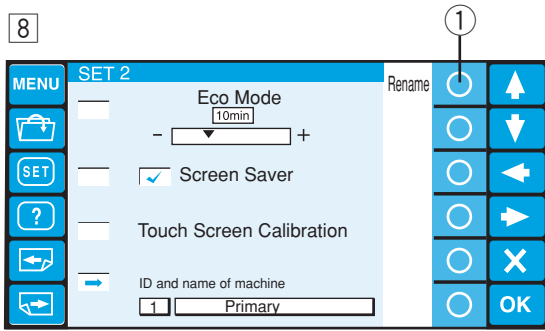 8
1
MENU
SET 2
Rename
Eco Mode
10min
- +
SET
Screen Saver
?
Touch Screen Calibration
ID and name of machine
1 Primary
OK